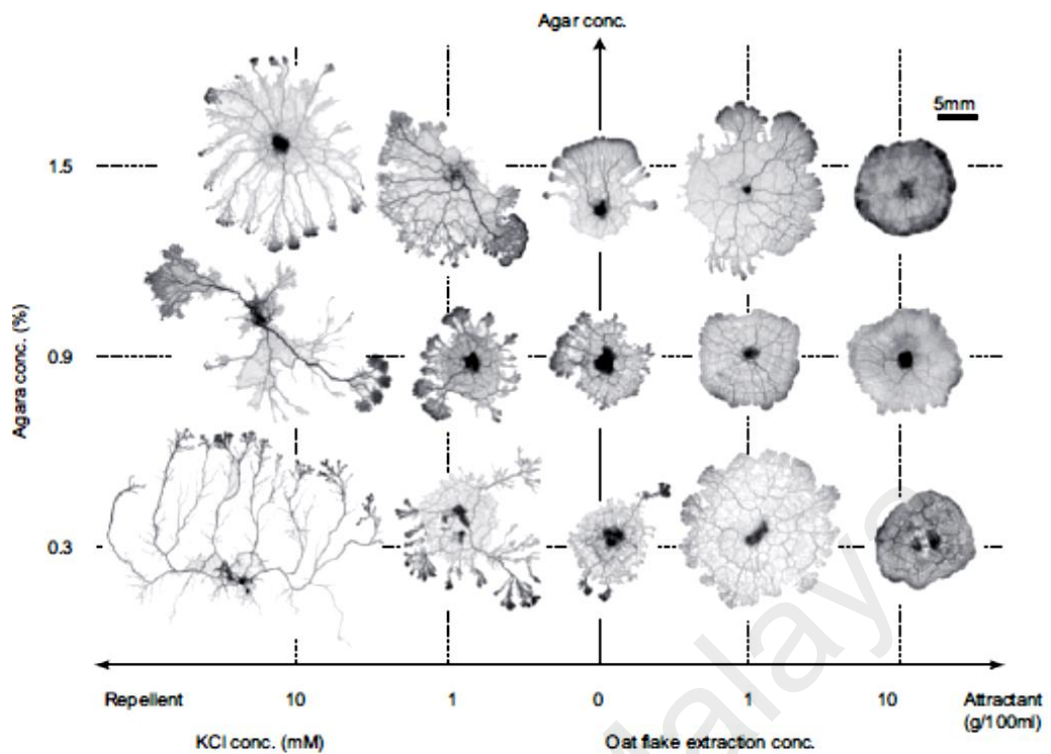 Agar conc.
5mm
1.5
Agara conc. (%)
0.9
0.3
Repellent 10 1 0 1 10 Attractant
(g/100ml)
KCl conc. (mM) Oat flake extraction conc.